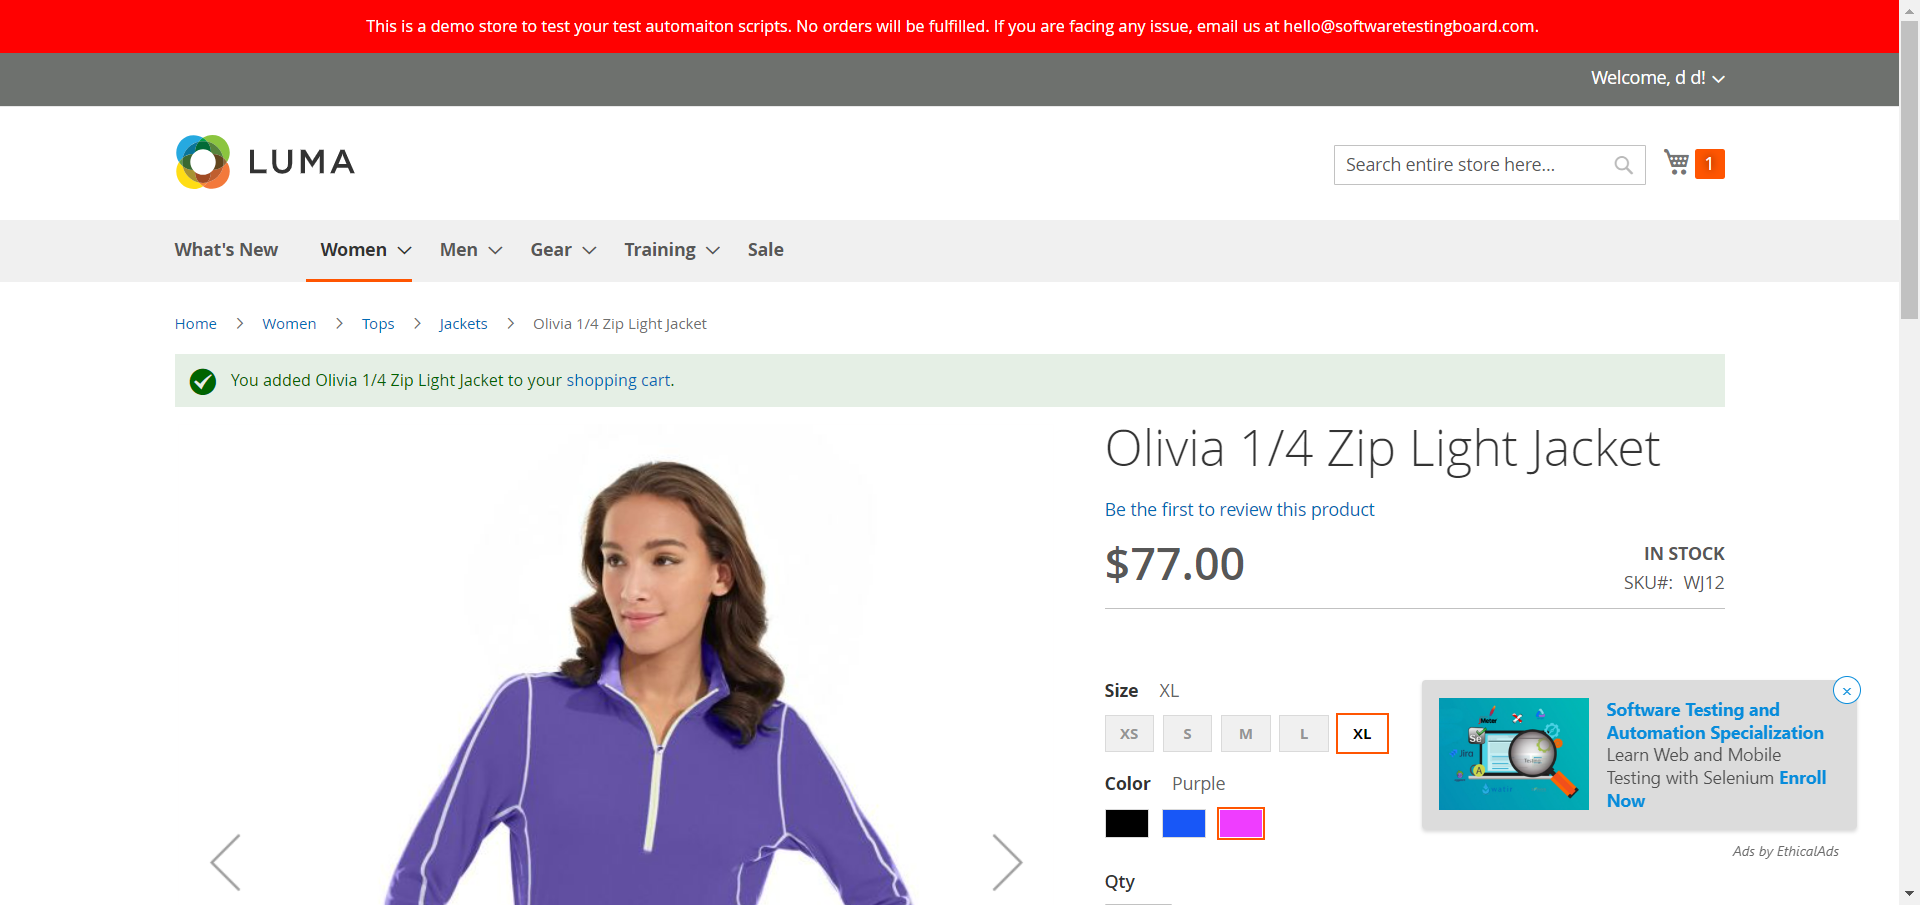 This is a demo store to test your test automaiton scripts. No orders will be fulfilled. If you are facing any issue, email us at hello@softwaretestingboard.com.
Welcome, d d!
LUMA
Search entire store here...
1
What's New
Women
Men
Gear
Training
Sale
Home
Women
Tops
Jackets
Olivia 1/4 Zip Light Jacket
You added Olivia 1/4 Zip Light Jacket to your shopping cart.
Olivia 1/4 Zip Light Jacket
Be the first to review this product
$77.00
IN STOCK
SKU#: WJ12
Size XL
XS S M L XL
Color Purple
Qty
Software Testing and
Automation Specialization
Learn Web and Mobile
Testing with Selenium Enroll
Now
Meter
Se
Jira
A
Ads by EthicalAds